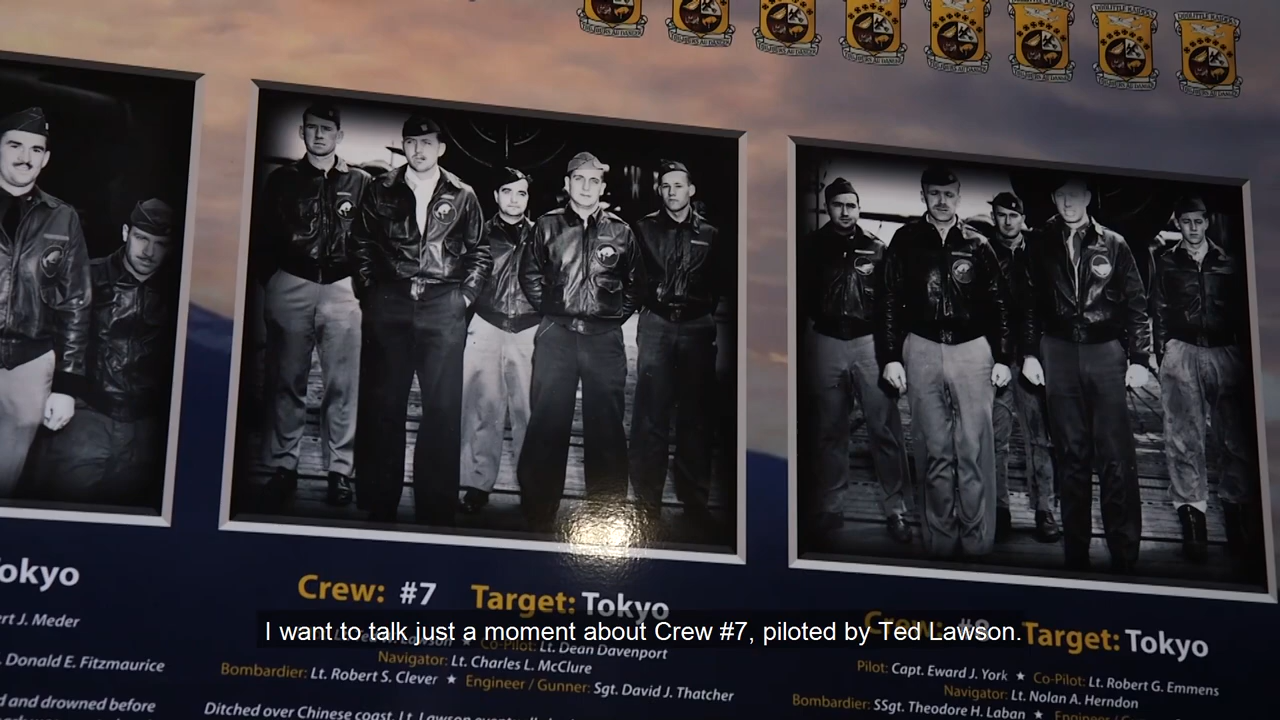 okyo
ert J. Meder
. Donald E. Fitzmaurice
d and drowned before
Crew: #7 Target: Tokyo
Lawson Co-Pilot: Lt. Dean Davenport
Navigator: Lt. Charles L. McClure
Bombardier: Lt. Robert S. Clever ★ Engineer / Gunner: Sgt. David J. Thatcher
Ditched over Chinese coast. Lt. Lawson
Crew: Target: Tokyo
Pilot: Capt. Eward J. York ★ Co-Pilot: Lt. Robert G. Emmens
Navigator: Lt. Nolan A. Herndon
Bombardier: SSgt. Theodore H. Laban ★
I want to talk just a moment about Crew #7, piloted by Ted Lawson.